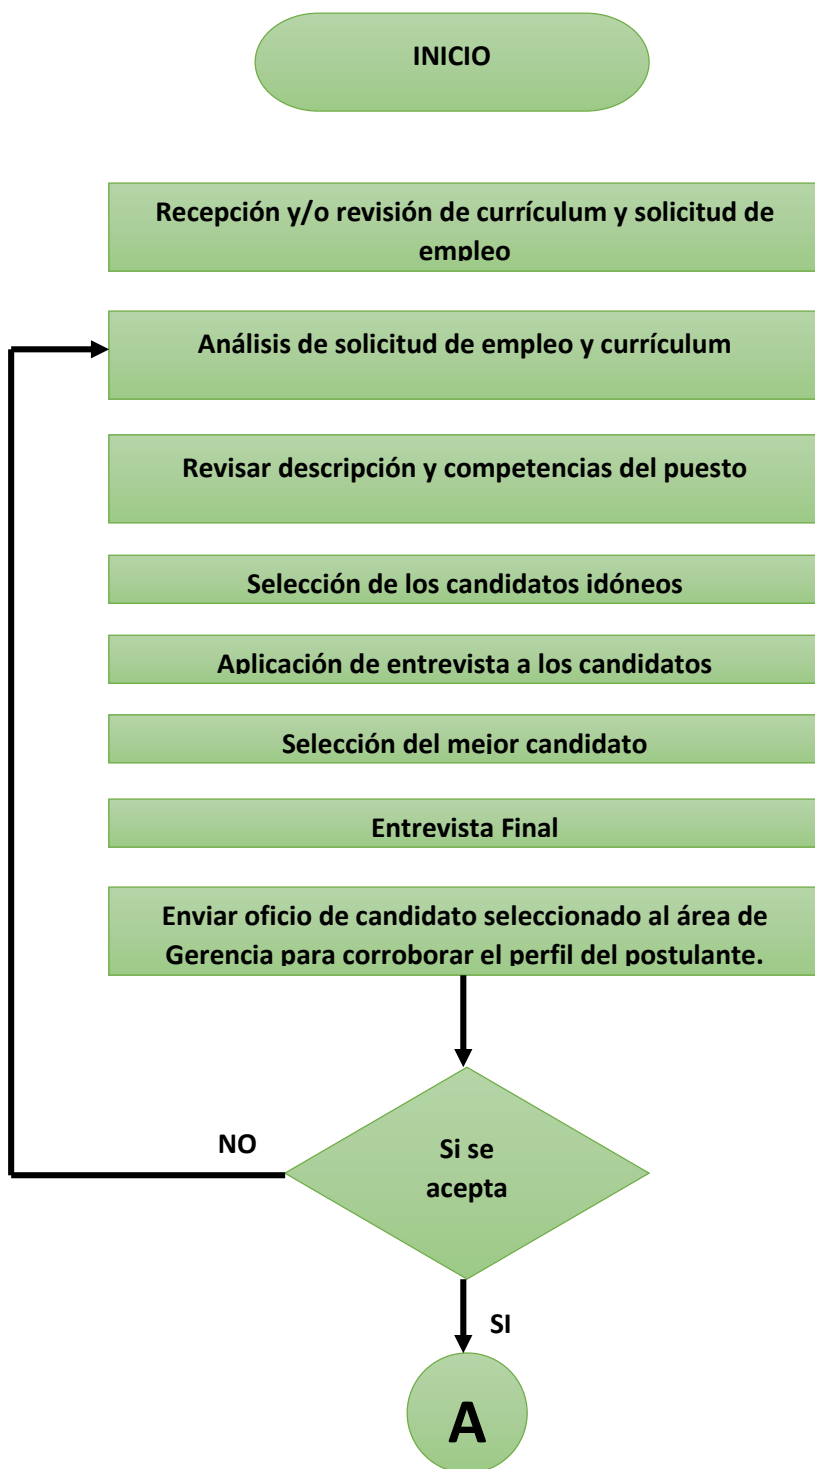 INICIO
Recepción y/o revisión de currículum y solicitud de
empleo
Análisis de solicitud de empleo y currículum
Revisar descripción y competencias del puesto
Selección de los candidatos idóneos
Aplicación de entrevista a los candidatos
Selección del mejor candidato
Entrevista Final
Enviar oficio de candidato seleccionado al área de
Gerencia para corroborar el perfil del postulante.
NO
Si se
acepta
SI
A